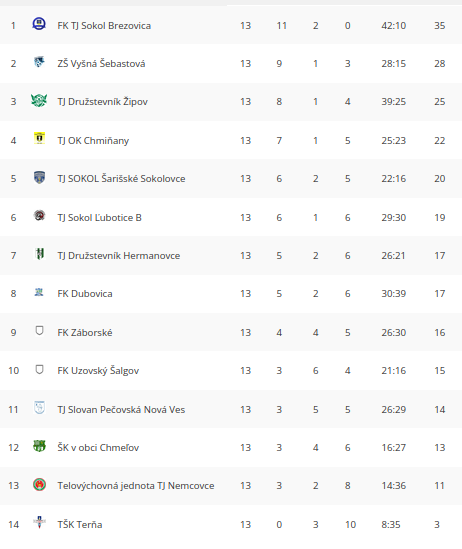 1 FK TJ Sokol Brezovica 13 11 2 0 42:10 35
2 ZŠ Vyšná Šebastová 13 9 1 3 28:15 28
3 TJ Družstevník Žipov 13 8 1 4 39:25 25
4 TJ OK Chmiňany 13 7 1 5 25:23 22
5 TJ SOKOL Šarišské Sokolovce 13 6 2 5 22:16 20
6 TJ Sokol Ľubotice B 13 6 1 6 29:30 19
7 TJ Družstevník Hermanovce 13 5 2 6 26:21 17
8 FK Dubovica 13 5 2 6 30:39 17
9 FK Záborské 13 4 4 5 26:30 16
10 FK Uzovský Šalgov 13 3 6 4 21:16 15
11 TJ Slovan Pečovská Nová Ves 13 3 5 5 26:29 14
12 ŠK v obci Chmeľov 13 3 4 6 16:27 13
13 Telovýchovná jednota TJ Nemcovce 13 3 2 8 14:36 11
14 TŠK Terňa 13 0 3 10 8:35 3